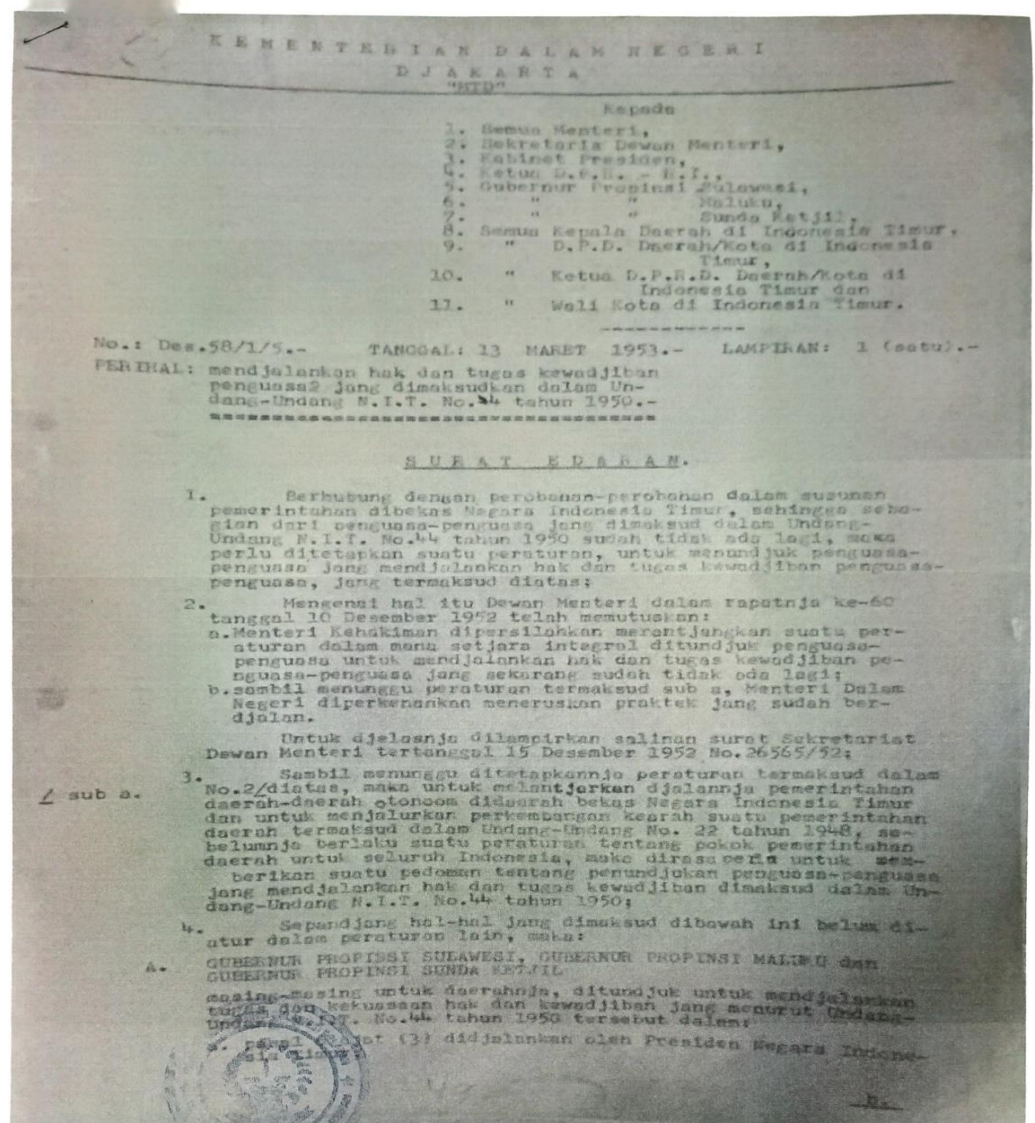 KEMENTERIAN DALAM NEGERI
DJAKARTA
"MTD"
Kepada
1. Semua Menteri,
2. Sekretaris Dewan Menteri,
3. Kabinet Presiden,
4. Ketua D.P.R. - R.I.,
5. Gubernur Propinsi Sulawesi,
6. " " Maluku,
7. " " Sunda Ketjil,
8. Semua Kepala Daerah di Indonesia Timur.
9. " D.P.D. Daerah/Kota di Indonesia
Timur,
10. " Ketua D.P.R.D. Daerah/Kota di
Indonesia Timur dan
11. " Wali Kota di Indonesia Timur.
No.: Des.58/1/5.- TANGGAL: 13 MARET 1953.- LAMPIRAN: 1 (satu).-
PERIHAL: mendjalankan hak dan tugas kewadjiban
penguasa2 jang dimaksudkan dalam Un-
dang-Undang N.I.T. No.44 tahun 1950.-
SURAT EDARAN.
1. Berhubung dengan perobahan-perobahan dalam susunan
pemerintahan dibekas Negara Indonesia Timur, sehingga seba-
gian dari penguasa-penguasa jang dimaksud dalam Undang-
Undang N.I.T. No.44 tahun 1950 sudah tidak ada lagi, maka
perlu ditetapkan suatu peraturan, untuk menundjuk penguasa-
penguasa jang mendjalankan hak dan tugas kewadjiban penguasa-
penguasa, jang termaksud diatas;
2. Mengenai hal itu Dewan Menteri dalam rapatnja ke-60
tanggal 10 Desember 1952 telah memutuskan:
a.Menteri Kehakiman dipersilahkan merantjangkan suatu per-
aturan dalam mana setjara integral ditundjuk penguasa-
penguasa untuk mendjalankan hak dan tugas kewadjiban pe-
nguasa-penguasa jang sekarang sudah tidak ada lagi;
b.sambil menunggu peraturan termaksud sub a, Menteri Dalam
Negeri diperkenankan meneruskan praktek jang sudah ber-
djalan.
Untuk djelasnja dilampirkan salinan surat Sekretariat
Dewan Menteri tertanggal 15 Desember 1952 No.26565/52;
3. Sambil menunggu ditetapkannja peraturan termaksud dalam
/ sub a. No.2/diatas, maka untuk melantjarkan djalannja pemerintahan
daerah-daerah otonoom didaerah bekas Negara Indonesia Timur
dan untuk menjalurkan perkembangan kearah suatu pemerintahan
daerah termaksud dalam Undang-Undang No. 22 tahun 1948, se-
belumnja berlaku suatu peraturan tentang pokok pemerintahan
daerah untuk seluruh Indonesia, maka dirasa perlu untuk mem-
berikan suatu pedoman tentang penundjukan penguasa-penguasa
jang mendjalankan hak dan tugas kewadjiban dimaksud dalam Un-
dang-Undang N.I.T. No.44 tahun 1950;
4. Sepandjang hal-hal jang dimaksud dibawah ini belum di-
atur dalam peraturan lain, maka:
A. GUBERNUR PROPINSI SULAWESI, GUBERNUR PROPINSI MALUKU dan
GUBERNUR PROPINSI SUNDA KETJIL
masing-masing untuk daerahnja, ditundjuk untuk mendjalankan
tugas dan kekuasaan hak dan kewadjiban jang menurut Undang-
Undang N.I.T. No.44 tahun 1950 tersebut dalam:
a. pasal ajat (3) didjalankan oleh Presiden Negara Indone-
sia Timur;
b.